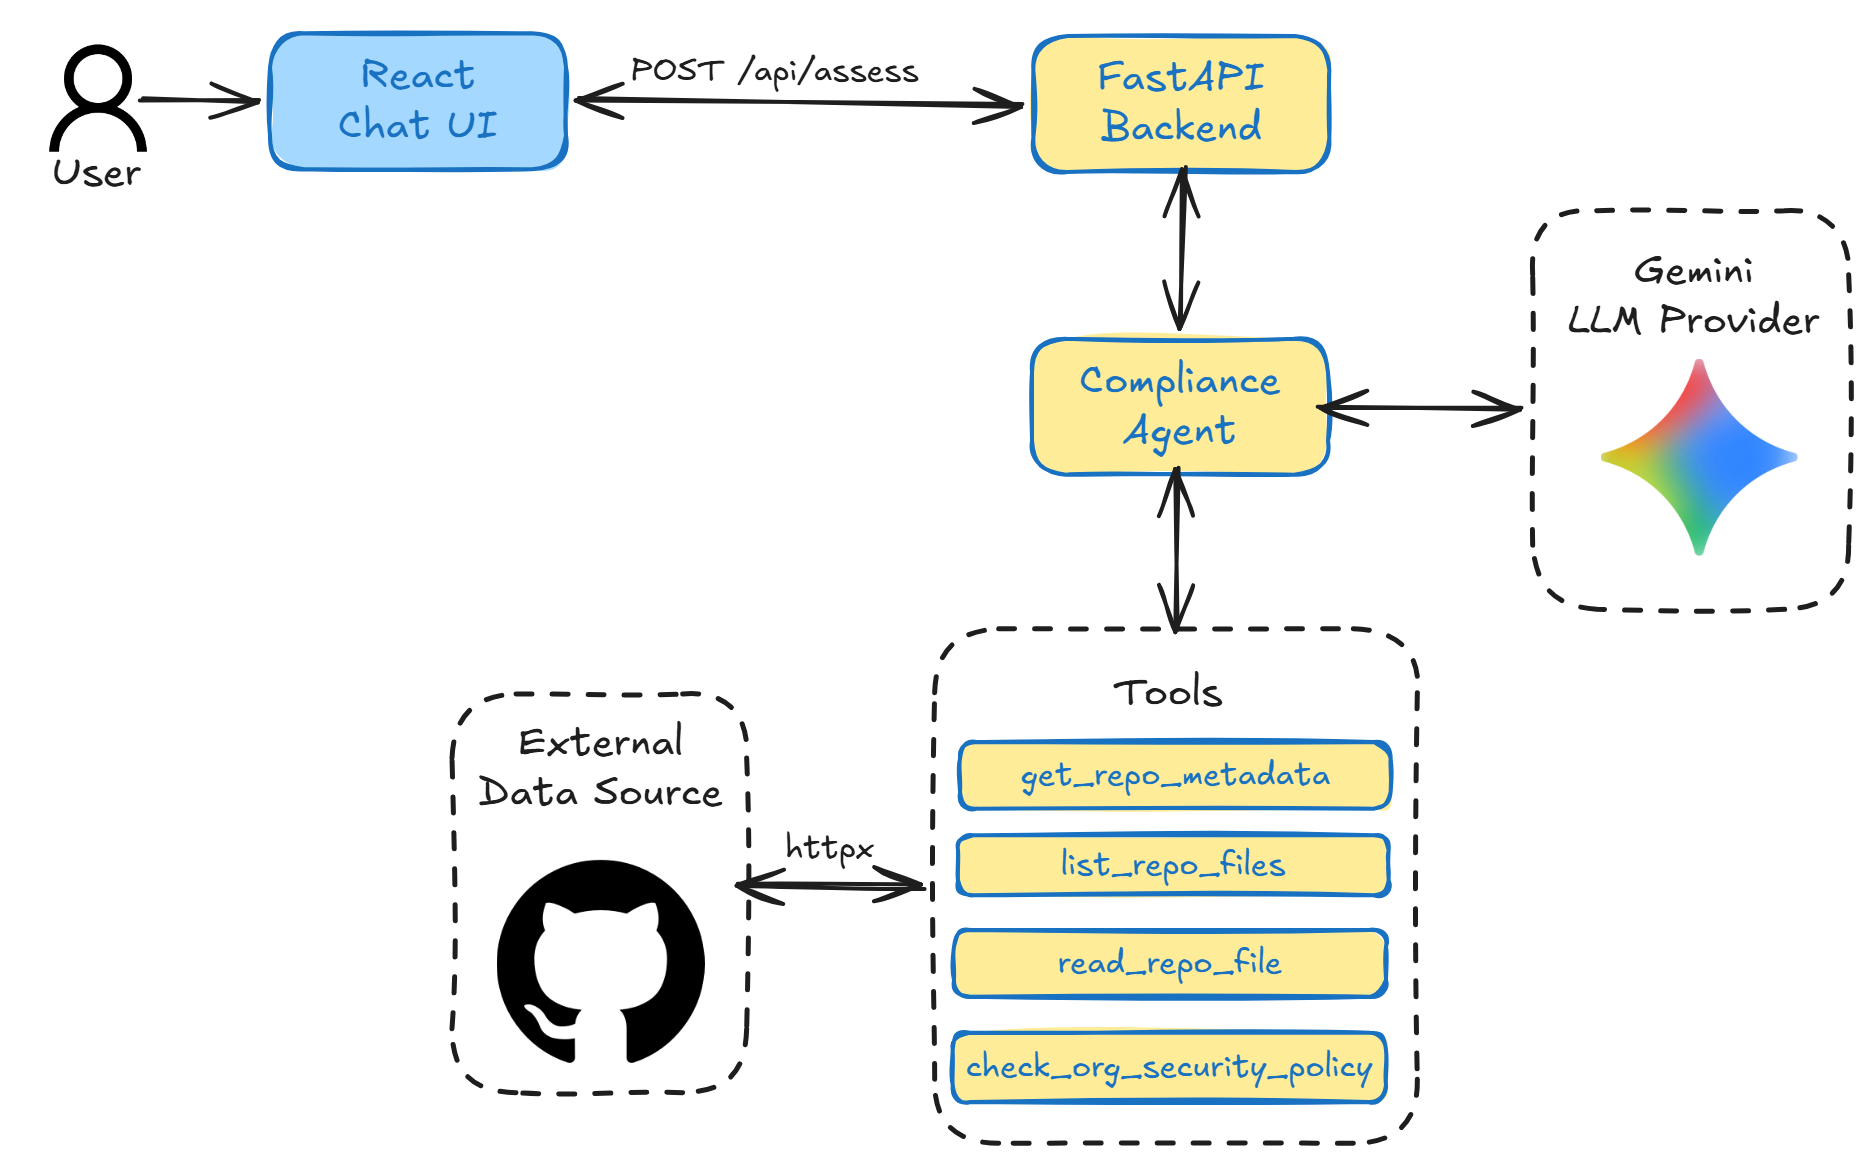 User
React
Chat UI
POST /api/assess
FastAPI
Backend
Compliance
Agent
Gemini
LLM Provider
Tools
get_repo_metadata
list_repo_files
read_repo_file
check_org_security_policy
httpx
External
Data Source